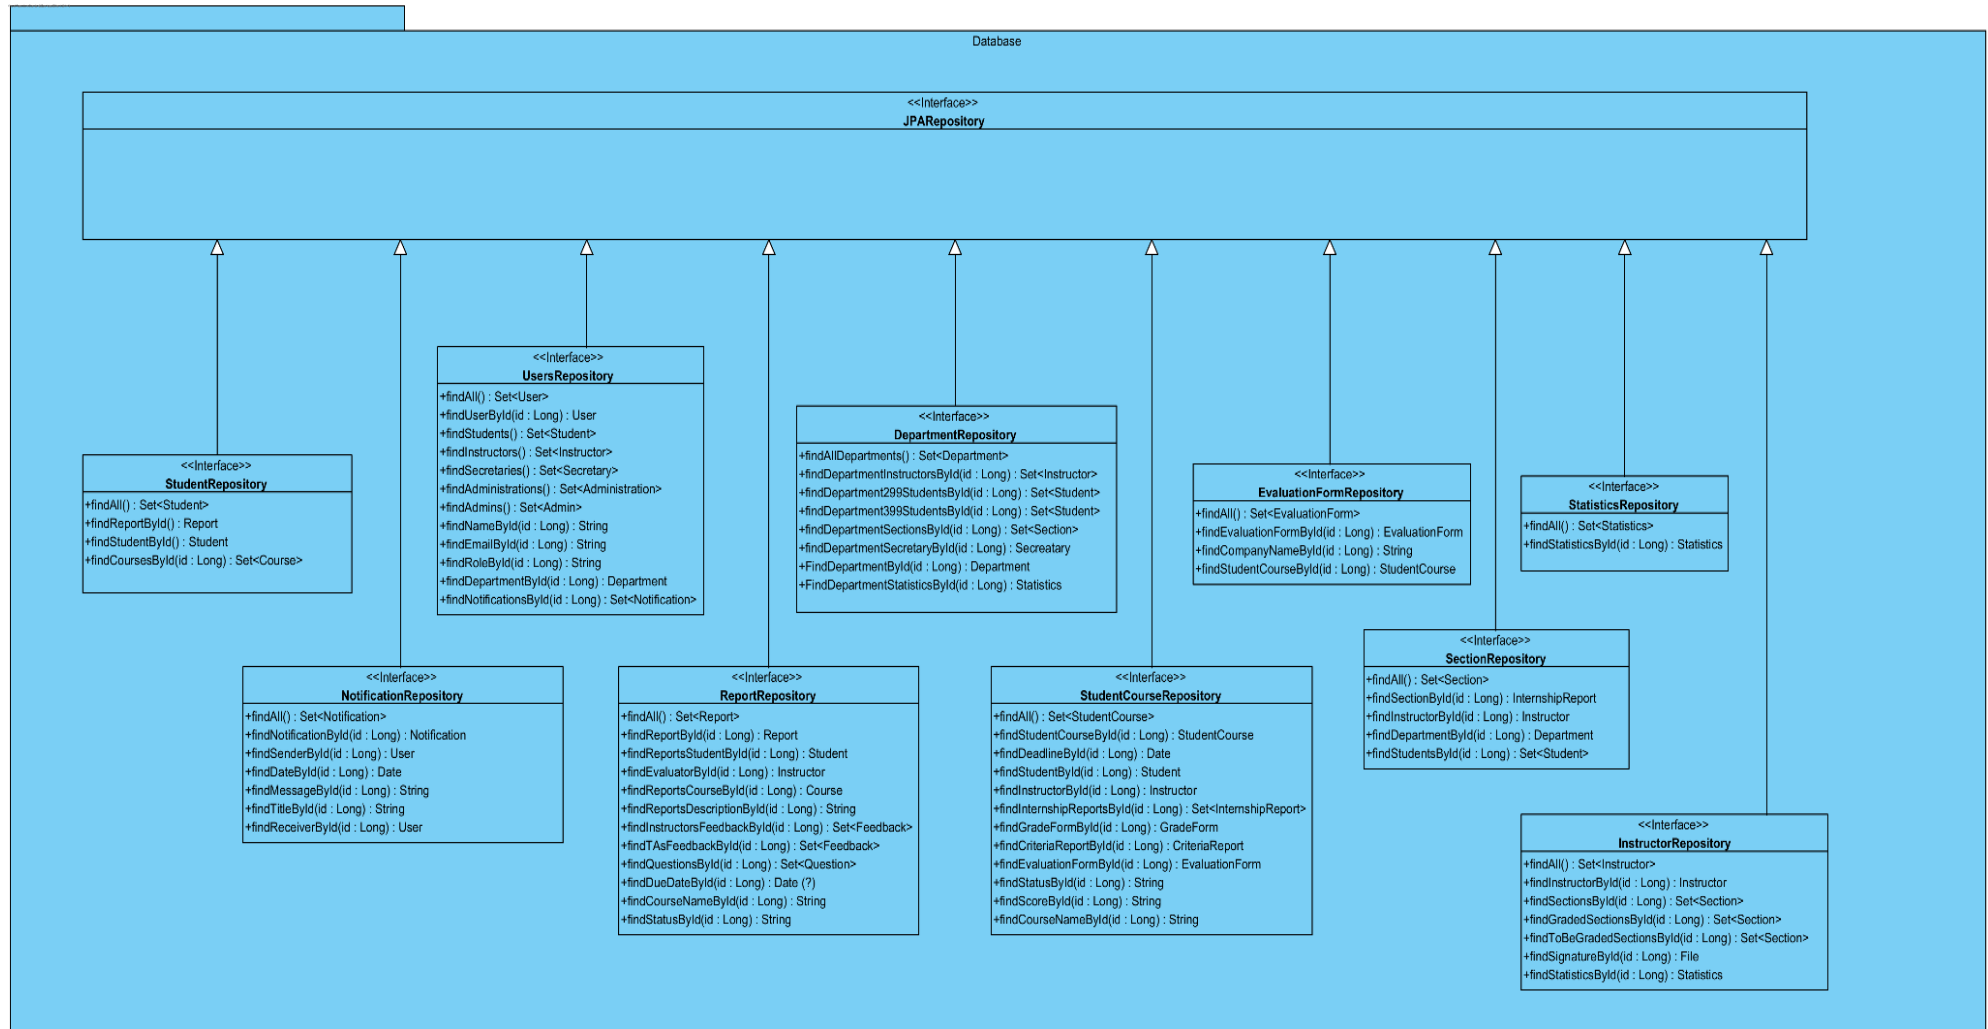 Database
<<Interface>>
JPARepository
<<Interface>>
StudentRepository
+findAll() : Set<Student>
+findReportById() : Report
+findStudentById() : Student
+findCoursesById(id : Long) : Set<Course>
<<Interface>>
NotificationRepository
+findAll() : Set<Notification>
+findNotificationById(id : Long) : Notification
+findSenderById(id : Long) : User
+findDateById(id : Long) : Date
+findMessageById(id : Long) : String
+findTitleById(id : Long) : String
+findReceiverById(id : Long) : User
<<Interface>>
UsersRepository
+findAll() : Set<User>
+findUserById(id : Long) : User
+findStudents() : Set<Student>
+findInstructors() : Set<Instructor>
+findSecretaries() : Set<Secretary>
+findAdministrations() : Set<Administration>
+findAdmins() : Set<Admin>
+findNameById(id : Long) : String
+findEmailById(id : Long) : String
+findRoleById(id : Long) : String
+findDepartmentById(id : Long) : Department
+findNotificationsById(id : Long) : Set<Notification>
<<Interface>>
ReportRepository
+findAll() : Set<Report>
+findReportById(id : Long) : Report
+findReportsStudentById(id : Long) : Student
+findEvaluatorById(id : Long) : Instructor
+findReportsCourseById(id : Long) : Course
+findReportsDescriptionById(id : Long) : String
+findInstructorsFeedbackById(id : Long) : Set<Feedback>
+findTAsFeedbackById(id : Long) : Set<Feedback>
+findQuestionsById(id : Long) : Set<Question>
+findDueDateById(id : Long) : Date (?)
+findCourseNameById(id : Long) : String
+findStatusById(id : Long) : String
<<Interface>>
DepartmentRepository
+findAllDepartments() : Set<Department>
+findDepartmentInstructorsById(id : Long) : Set<Instructor>
+findDepartment299StudentsById(id : Long) : Set<Student>
+findDepartment399StudentsById(id : Long) : Set<Student>
+findDepartmentSectionsById(id : Long) : Set<Section>
+findDepartmentSecretaryById(id : Long) : Secreatary
+FindDepartmentById(id : Long) : Department
+FindDepartmentStatisticsById(id : Long) : Statistics
<<Interface>>
StudentCourseRepository
+findAll() : Set<StudentCourse>
+findStudentCourseById(id : Long) : StudentCourse
+findDeadlineById(id : Long) : Date
+findStudentById(id : Long) : Student
+findInstructorById(id : Long) : Instructor
+findInternshipReportsById(id : Long) : Set<InternshipReport>
+findGradeFormById(id : Long) : GradeForm
+findCriteriaReportById(id : Long) : CriteriaReport
+findEvaluationFormById(id : Long) : EvaluationForm
+findStatusById(id : Long) : String
+findScoreById(id : Long) : String
+findCourseNameById(id : Long) : String
<<Interface>>
EvaluationFormRepository
+findAll() : Set<EvaluationForm>
+findEvaluationFormById(id : Long) : EvaluationForm
+findCompanyNameById(id : Long) : String
+findStudentCourseById(id : Long) : StudentCourse
<<Interface>>
SectionRepository
+findAll() : Set<Section>
+findSectionById(id : Long) : InternshipReport
+findInstructorById(id : Long) : Instructor
+findDepartmentById(id : Long) : Department
+findStudentsById(id : Long) : Set<Student>
<<Interface>>
StatisticsRepository
+findAll() : Set<Statistics>
+findStatisticsById(id : Long) : Statistics
<<Interface>>
InstructorRepository
+findAll() : Set<Instructor>
+findInstructorById(id : Long) : Instructor
+findSectionsById(id : Long) : Set<Section>
+findGradedSectionsById(id : Long) : Set<Section>
+findToBeGradedSectionsById(id : Long) : Set<Section>
+findSignatureById(id : Long) : File
+findStatisticsById(id : Long) : Statistics